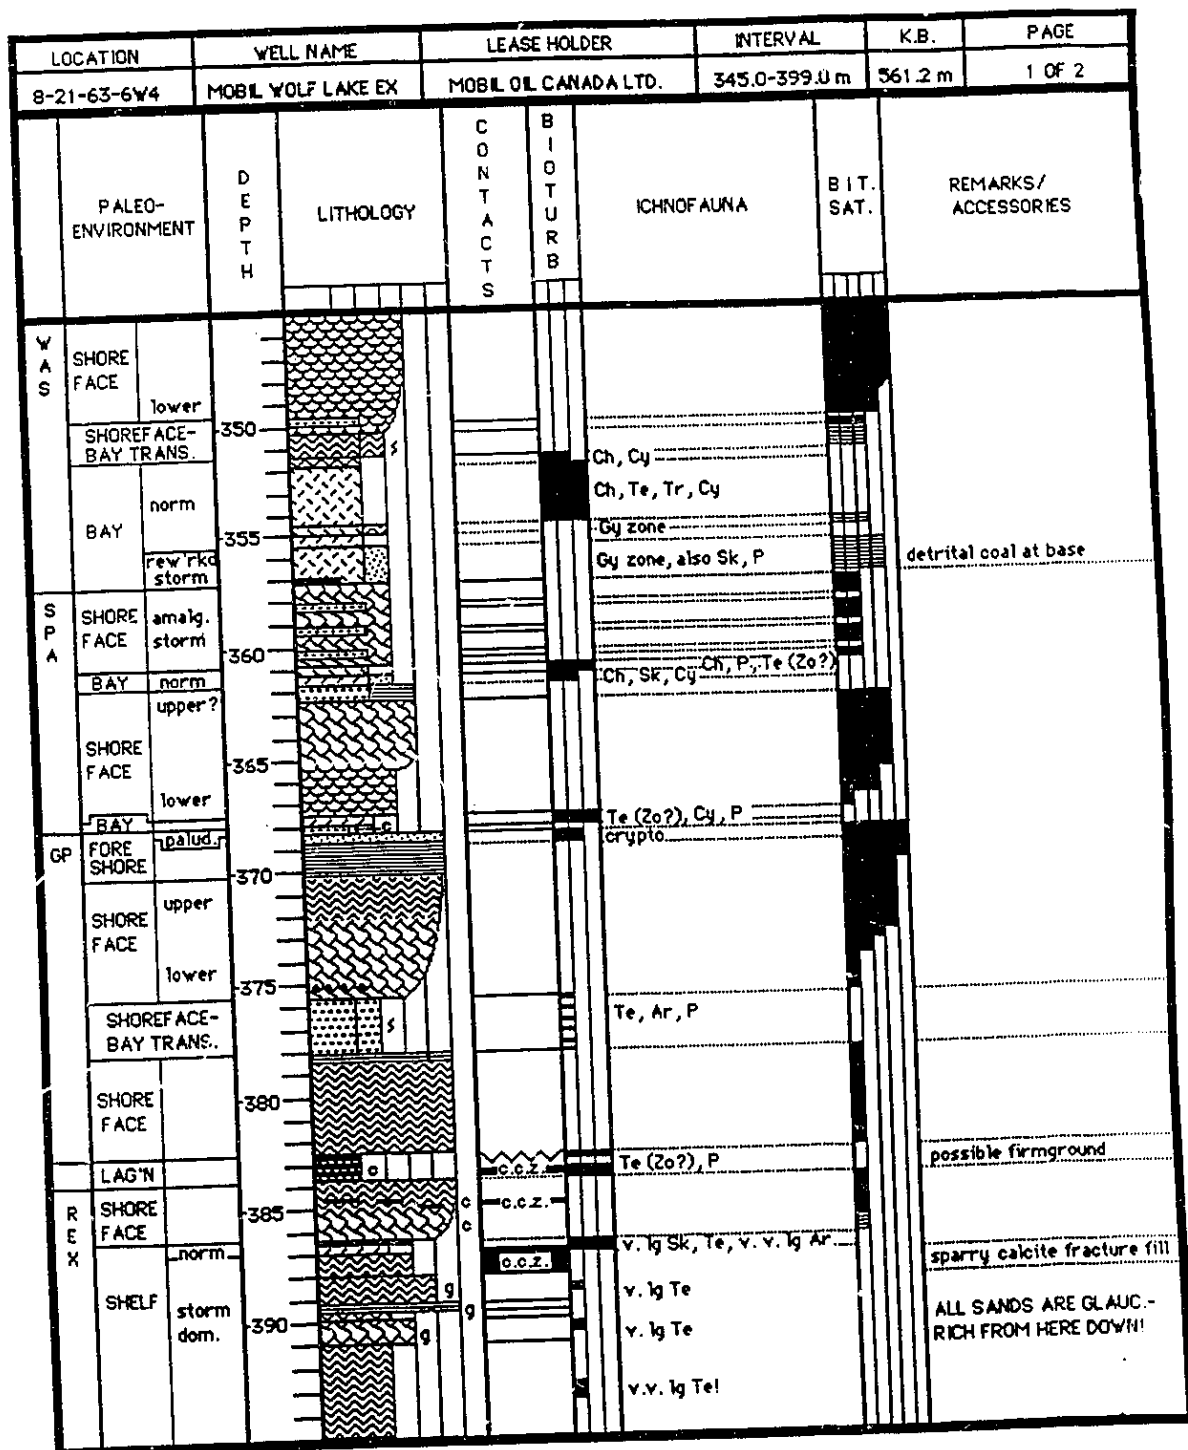 LOCATION WELL NAME LEASE HOLDER INTERVAL K.B. PAGE
8-21-63-6W4 MOBIL WOLF LAKE EX MOBIL OIL CANADA LTD. 345.0-399.0 m 561.2 m 1 OF 2
PALEO-
ENVIRONMENT
DEPTH
LITHOLOGY
CONTACTS
BIOTURB
ICHNOFAUNA
BIT.
SAT.
REMARKS/
ACCESSORIES
WAS
SHORE
FACE
lower
SHOREFACE-
BAY TRANS.
350
s
Ch, Cy
Ch, Te, Tr, Cy
BAY
norm
Gy zone
355
rew'rkd
storm
Gy zone, also Sk, P
detrital coal at base
SPA
SHORE
FACE
amalg.
storm
360
Ch, P, Te (Zo?)
BAY
norm
Ch, Sk, Cy
SHORE
FACE
upper?
365
lower
BAY
c
Te (Zo?), Cy, P
GP
FORE
SHORE
palud.
crypto
370
SHORE
FACE
upper
lower
375
SHOREFACE-
BAY TRANS.
s
Te, Ar, P
SHORE
FACE
380
possible firmground
LAG'N
c
c.c.z.
Te (Zo?), P
REX
SHORE
FACE
385
c
c
c.c.z.
v. lg Sk, Te, v. v. lg Ar
SHELF
norm
c.c.z.
sparry calcite fracture fill
storm
dom.
g
g
v. lg Te
ALL SANDS ARE GLAUC.-
RICH FROM HERE DOWN!
390
g
v. lg Te
v.v. lg Te!